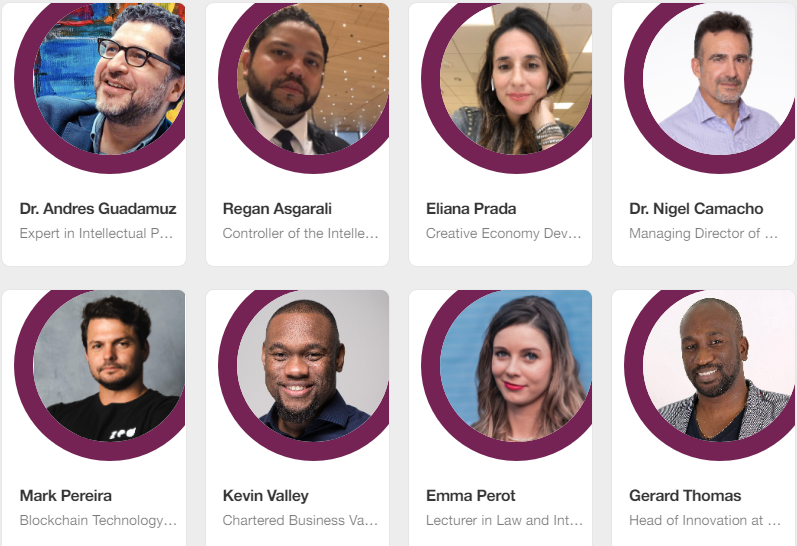 Dr. Andres Guadamuz
Expert in Intellectual P...
Regan Asgarali
Controller of the Intelle...
Eliana Prada
Creative Economy Dev...
Dr. Nigel Camacho
Managing Director of ...
Mark Pereira
Blockchain Technology...
Kevin Valley
Chartered Business Va...
Emma Perot
Lecturer in Law and Int...
Gerard Thomas
Head of Innovation at ...